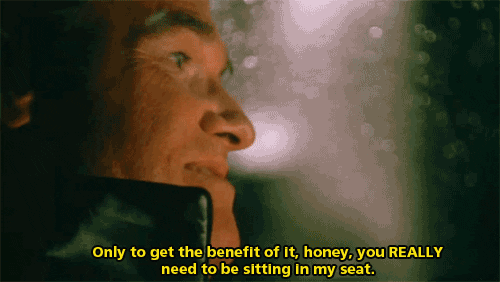 Only to get the benefit of it, honey, you REALLY
need to be sitting in my seat.